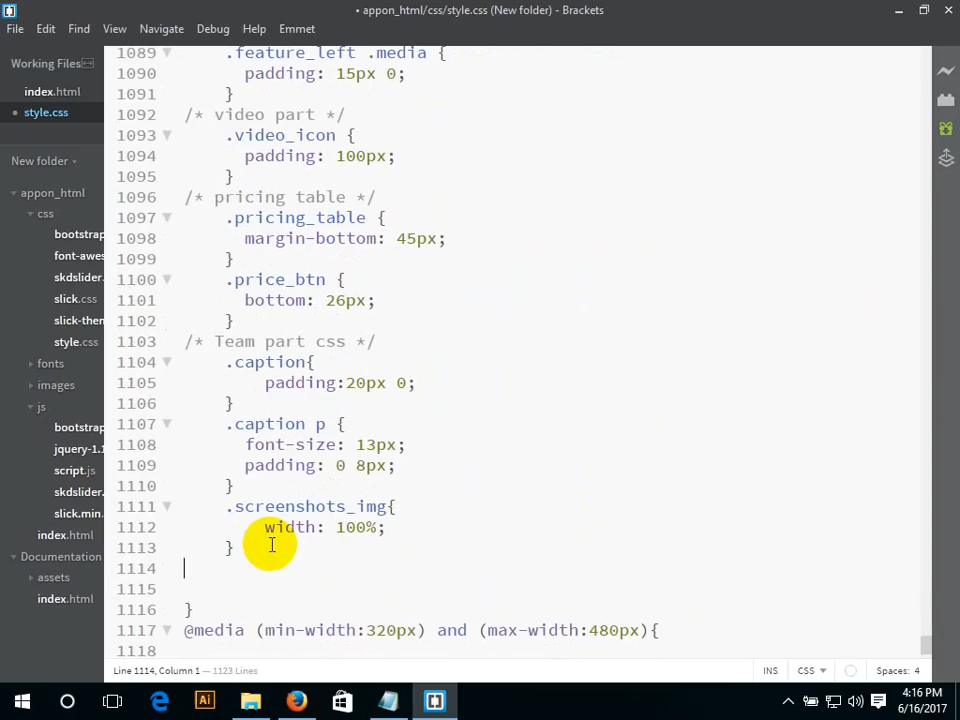 • appon_html/css/style.css (New folder) - Brackets
File Edit Find View Navigate Debug Help Emmet
Working Files
index.html
• style.css
New folder
appon_html
css
bootstrap
font-awes
skdslider.
slick.css
slick-then
style.css
fonts
images
js
bootstrap
jquery-1.1
script.js
skdslider.
slick.min.
index.html
Documentation
assets
index.html
1089 .feature_left .media {
1090 padding: 15px 0;
1091 }
1092 /* video part */
1093 .video_icon {
1094 padding: 100px;
1095 }
1096 /* pricing table */
1097 .pricing_table {
1098 margin-bottom: 45px;
1099 }
1100 .price_btn {
1101 bottom: 26px;
1102 }
1103 /* Team part css */
1104 .caption{
1105 padding:20px 0;
1106 }
1107 .caption p {
1108 font-size: 13px;
1109 padding: 0 8px;
1110 }
1111 .screenshots_img{
1112 width: 100%;
1113 }
1114
1115
1116 }
1117 @media (min-width:320px) and (max-width:480px){
1118
Line 1114, Column 1 — 1123 Lines
INS CSS Spaces: 4
Ai
4:16 PM
6/16/2017